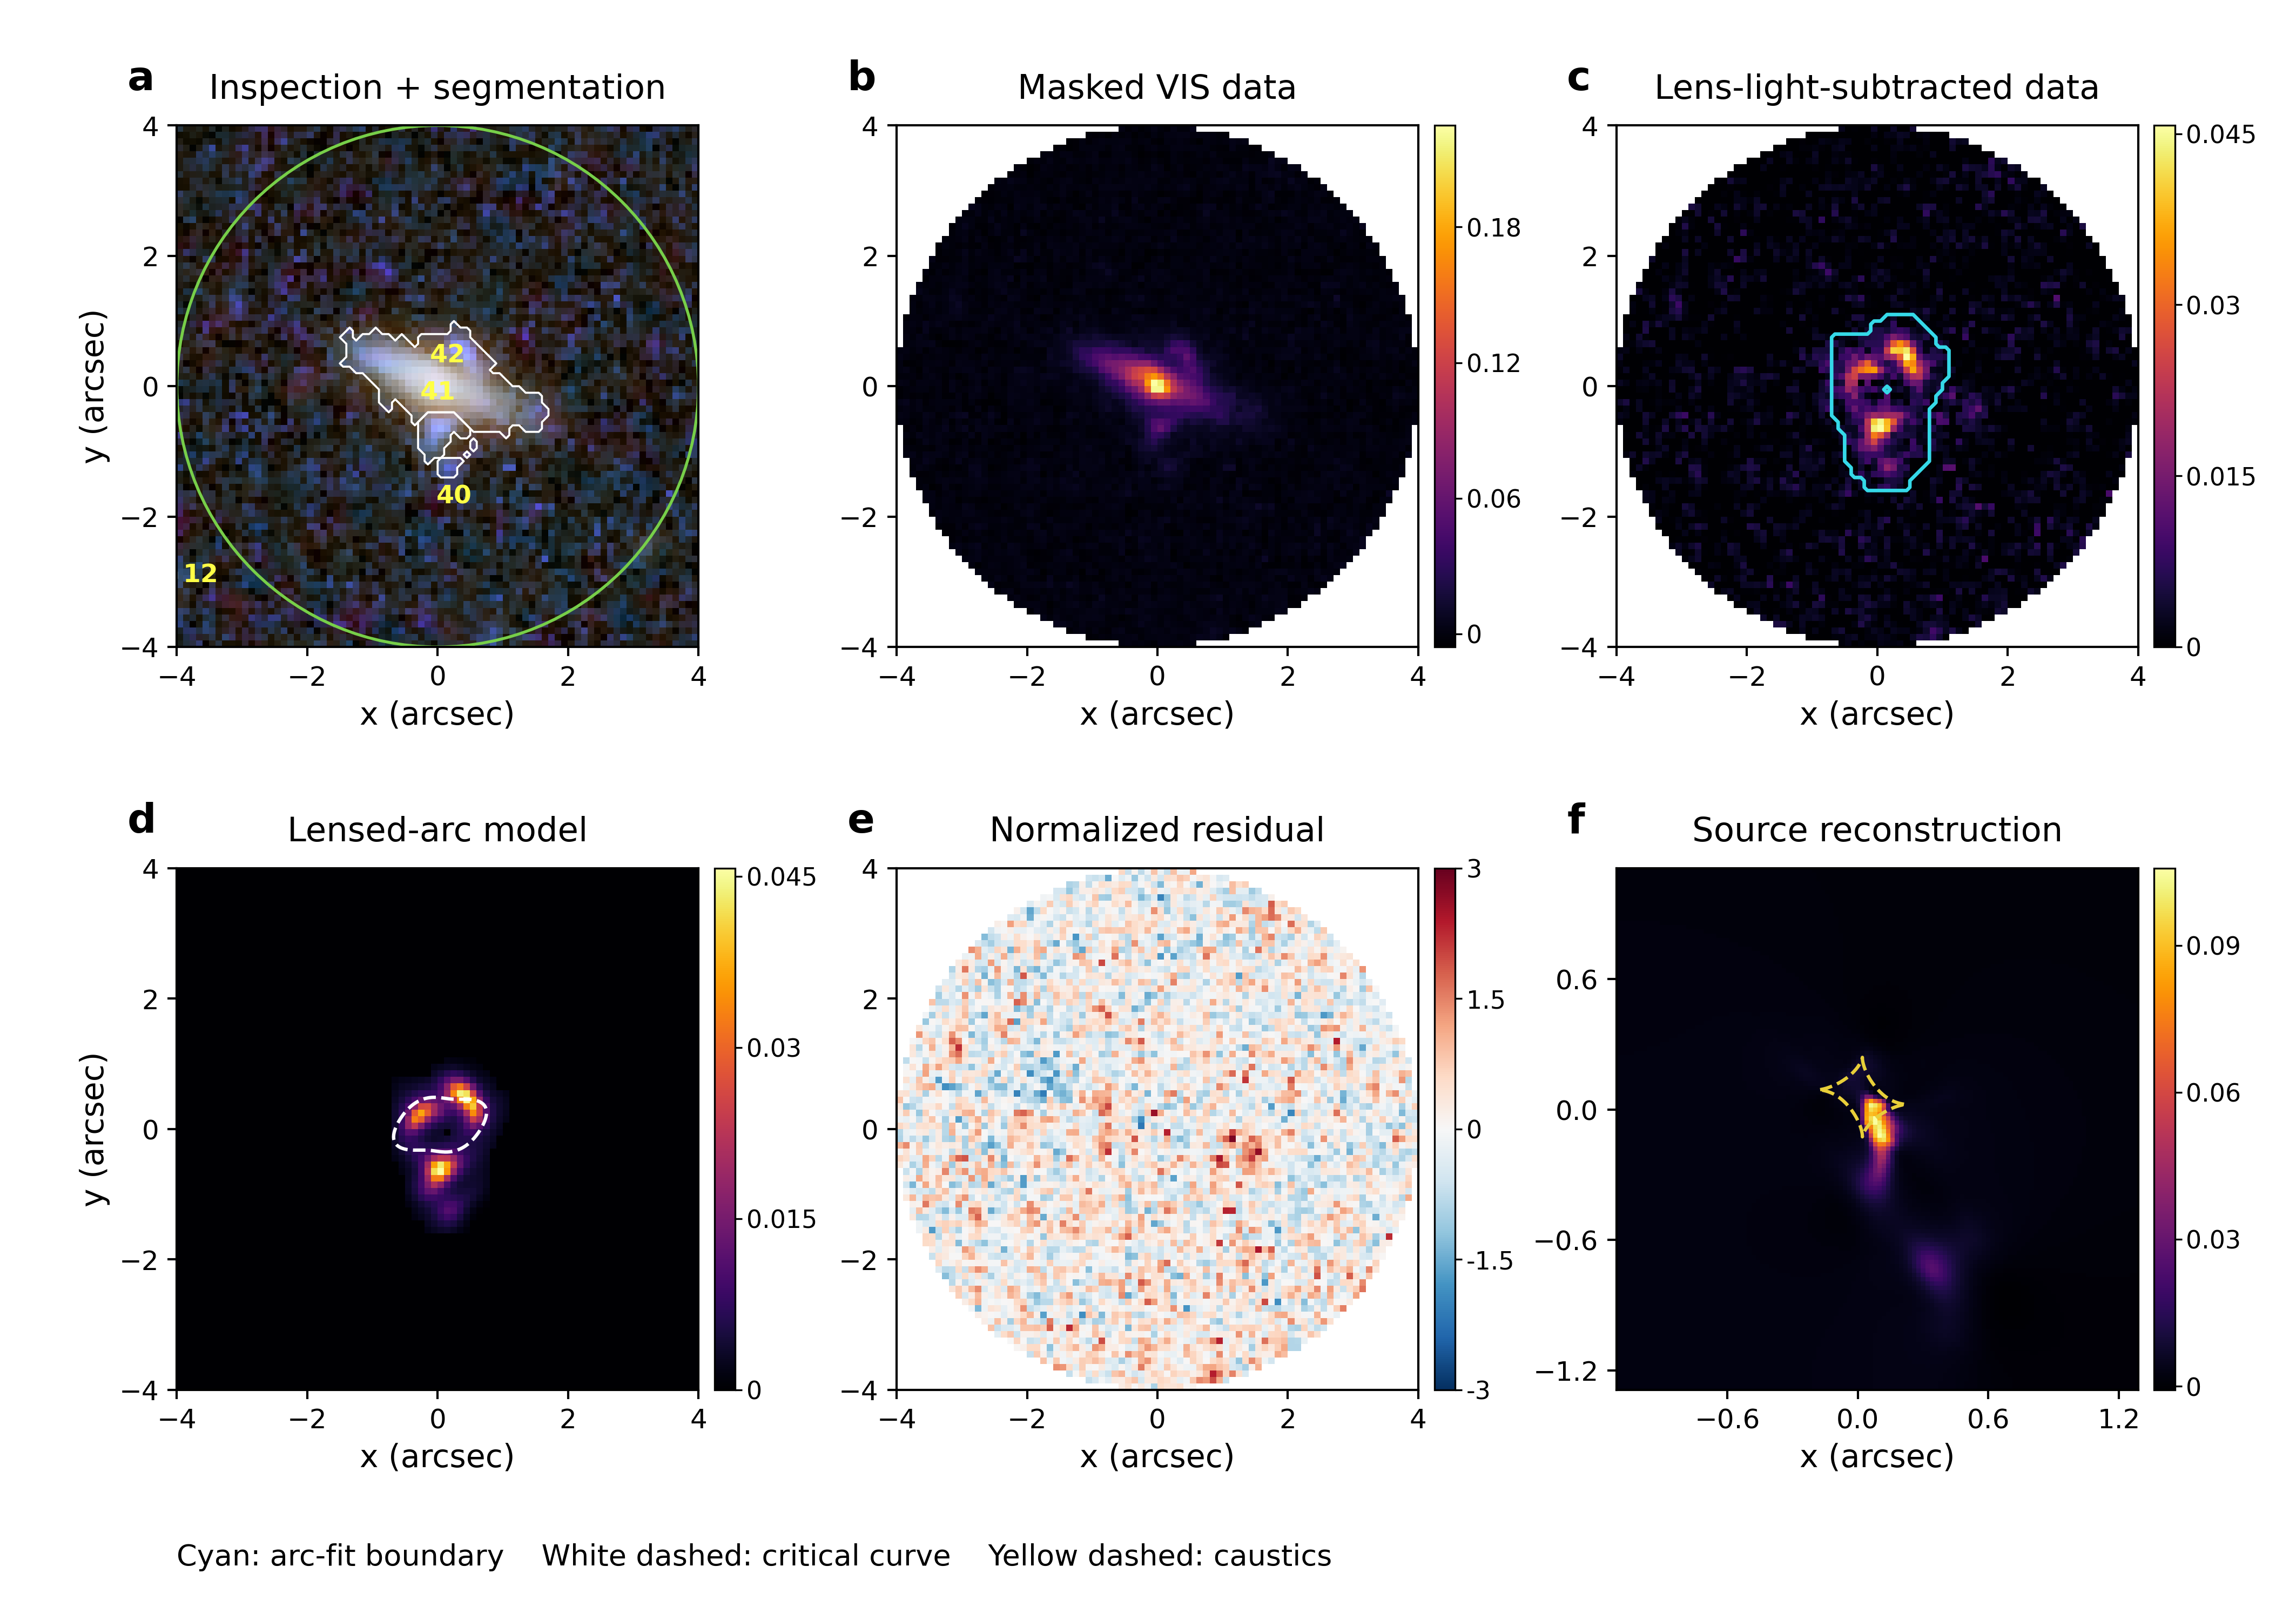 a Inspection + segmentation
b Masked VIS data
c Lens-light-subtracted data
4
2
0
−2
−4
y (arcsec)
42
41
40
12
−4 −2 0 2 4
x (arcsec)
4
2
0
−2
−4
−4 −2 0 2 4
x (arcsec)
0.18
0.12
0.06
0
4
2
0
−2
−4
−4 −2 0 2 4
x (arcsec)
0.045
0.03
0.015
0
d Lensed-arc model
e Normalized residual
f Source reconstruction
4
2
0
−2
−4
y (arcsec)
−4 −2 0 2 4
x (arcsec)
0.045
0.03
0.015
0
4
2
0
−2
−4
−4 −2 0 2 4
x (arcsec)
3
1.5
0
-1.5
-3
0.6
0.0
−0.6
−1.2
−0.6 0.0 0.6 1.2
x (arcsec)
0.09
0.06
0.03
0
Cyan: arc-fit boundary White dashed: critical curve Yellow dashed: caustics